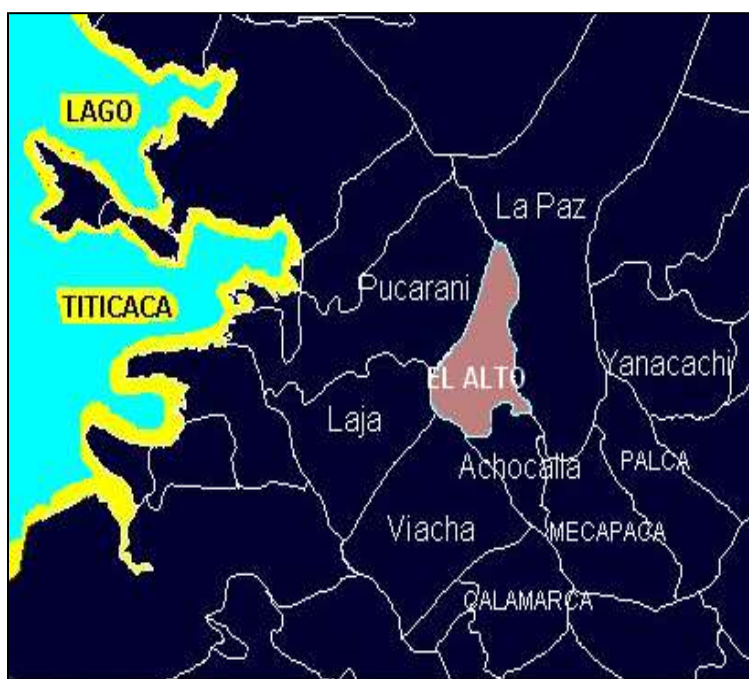 LAGO
La Paz
Pucarani
TITICACA
Yanacachi
EL ALTO
Laja
PALCA
Achocalla
Viacha
MECAPACA
CALAMARCA